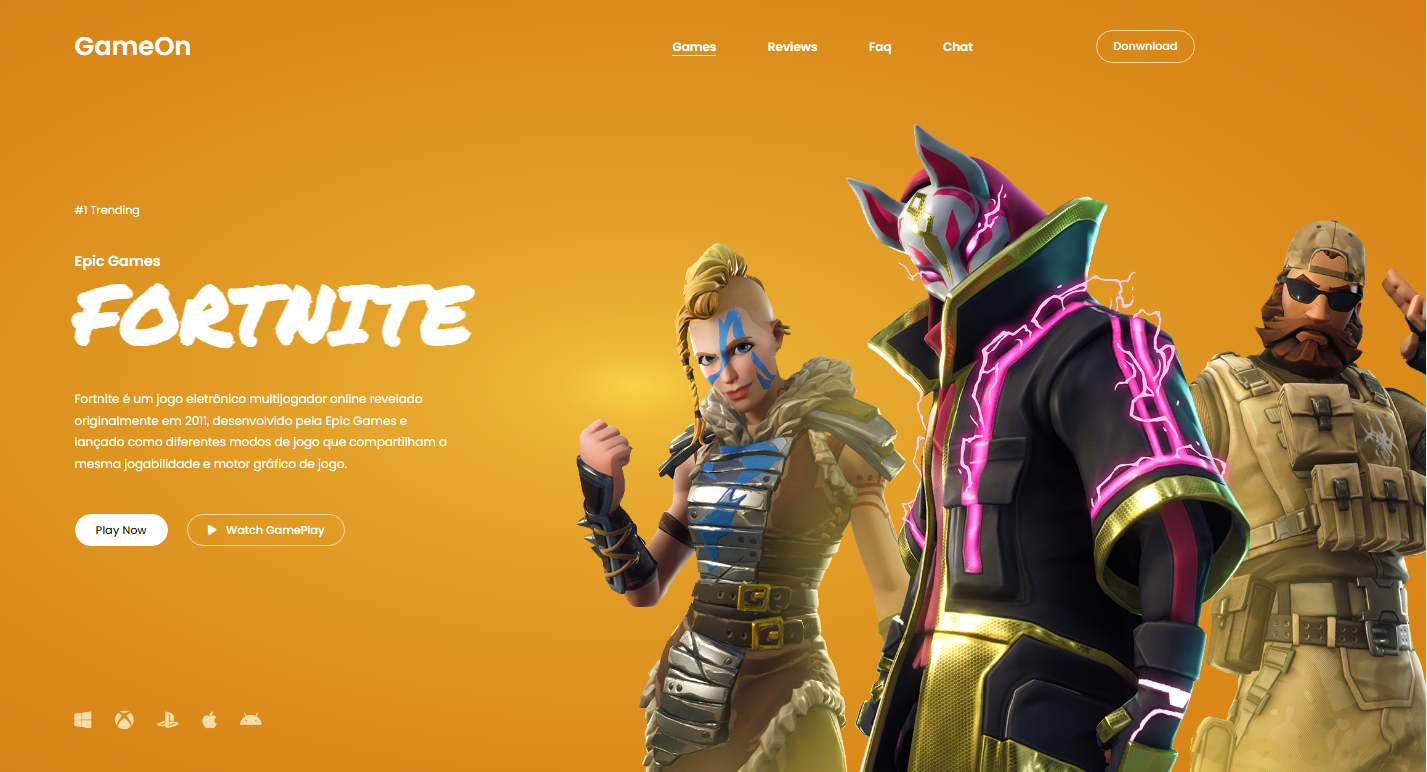 GameOn
Games Reviews Faq Chat Donwnload
#1 Trending
Epic Games
FORTNITE
Fortnite é um jogo eletrônico multijogador online revelado
originalmente em 2011, desenvolvido pela Epic Games e
lançado como diferentes modos de jogo que compartilham a
mesma jogabilidade e motor gráfico de jogo.
Play Now Watch GamePlay